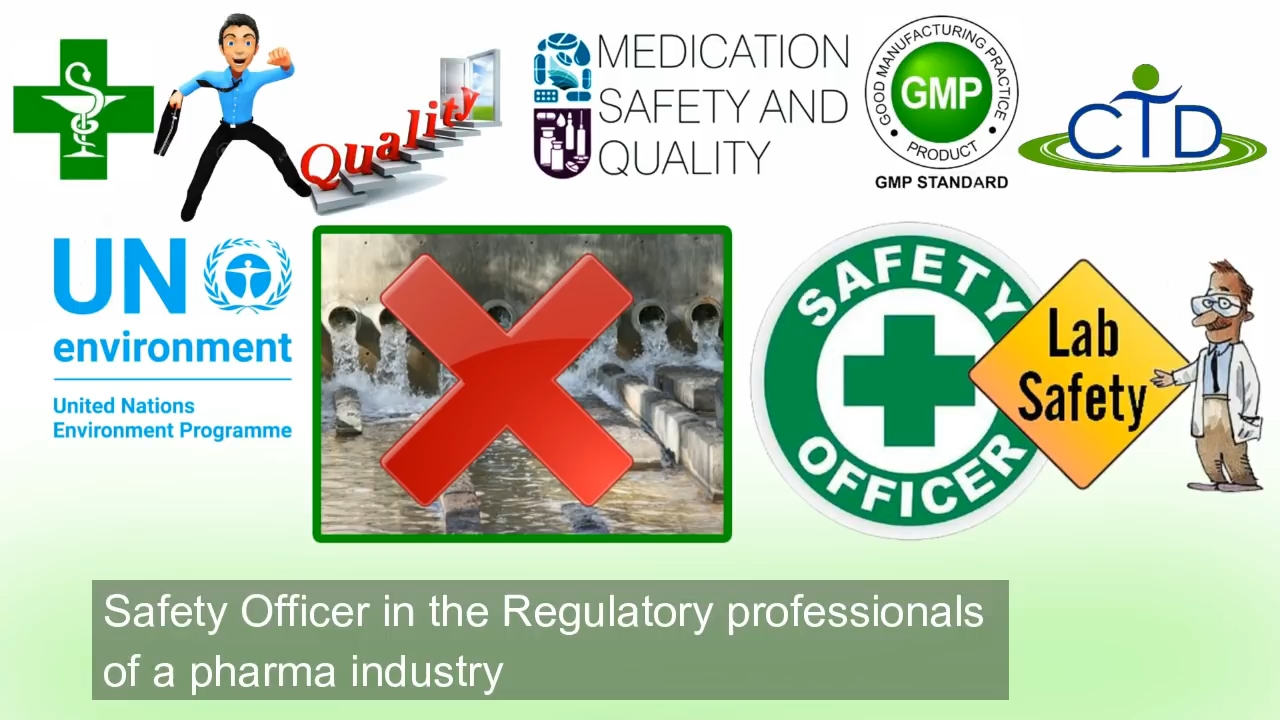 Quality
MEDICATION
SAFETY AND
QUALITY
GOOD MANUFACTURING PRACTICE
GMP
PRODUCT
GMP STANDARD
CTD
UN
environment
United Nations
Environment Programme
SAFETY
OFFICER
Lab
Safety
Safety Officer in the Regulatory professionals
of a pharma industry